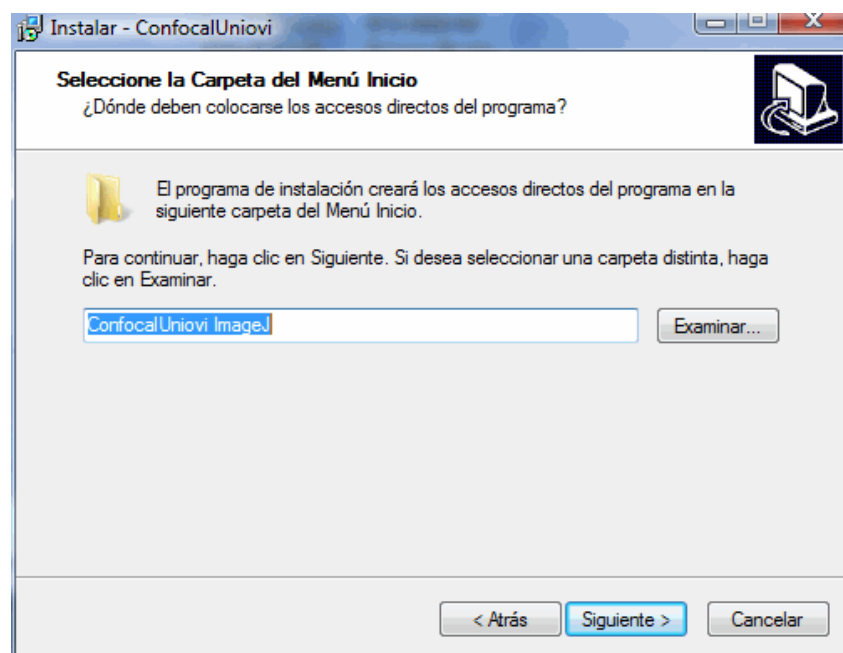 Instalar - ConfocalUniovi
Seleccione la Carpeta del Menú Inicio
¿Dónde deben colocarse los accesos directos del programa?
El programa de instalación creará los accesos directos del programa en la
siguiente carpeta del Menú Inicio.
Para continuar, haga clic en Siguiente. Si desea seleccionar una carpeta distinta, haga
clic en Examinar.
ConfocalUniovi ImageJ
Examinar...
< Atrás
Siguiente >
Cancelar